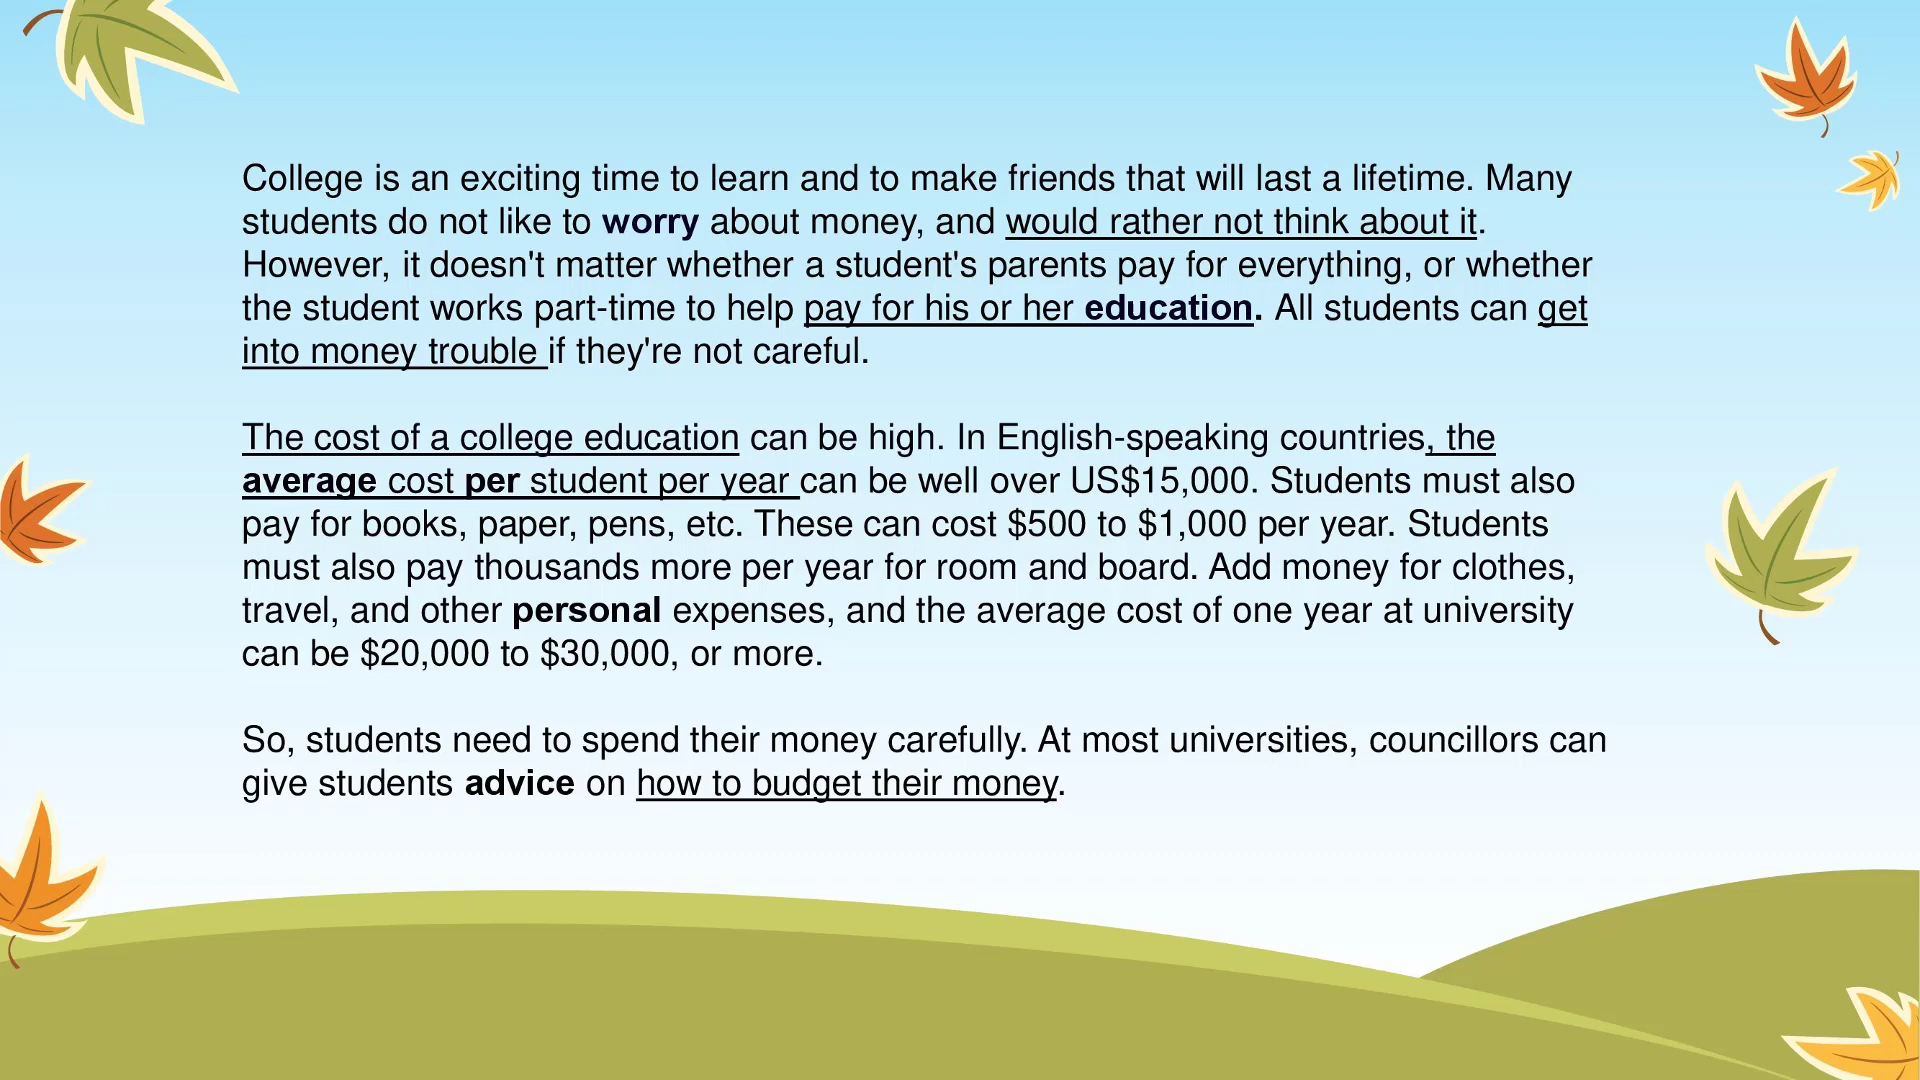 College is an exciting time to learn and to make friends that will last a lifetime. Many
students do not like to worry about money, and would rather not think about it.
However, it doesn't matter whether a student's parents pay for everything, or whether
the student works part-time to help pay for his or her education. All students can get
into money trouble if they're not careful.
The cost of a college education can be high. In English-speaking countries, the
average cost per student per year can be well over US$15,000. Students must also
pay for books, paper, pens, etc. These can cost $500 to $1,000 per year. Students
must also pay thousands more per year for room and board. Add money for clothes,
travel, and other personal expenses, and the average cost of one year at university
can be $20,000 to $30,000, or more.
So, students need to spend their money carefully. At most universities, councillors can
give students advice on how to budget their money.